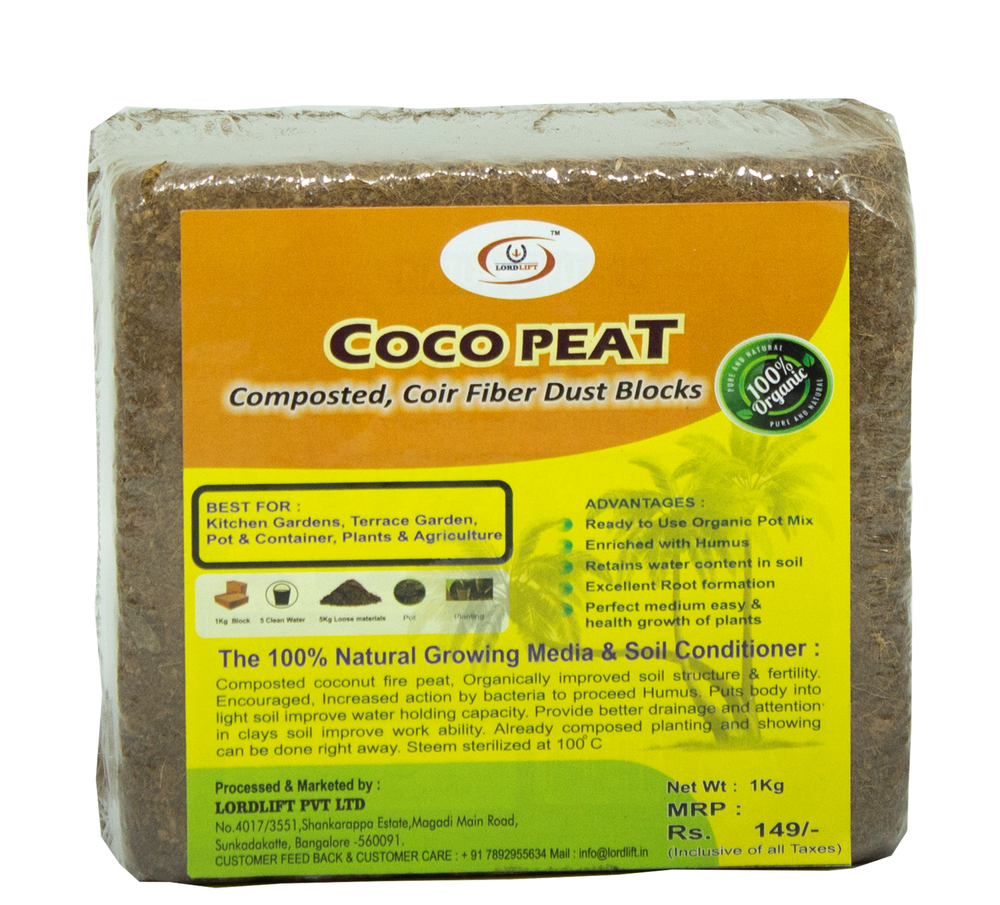 TM
LORDLIFT
COCO PEAT
Composted, Coir Fiber Dust Blocks
PURE AND NATURAL
100%
Organic
PURE AND NATURAL
BEST FOR :
Kitchen Gardens, Terrace Garden,
Pot & Container, Plants & Agriculture
1Kg Block
5 Clean Water
5Kg Loose materials
Pot
Planting
ADVANTAGES :
Ready to Use Organic Pot Mix
Enriched with Humus
Retains water content in soil
Excellent Root formation
Perfect medium easy &
health growth of plants
The 100% Natural Growing Media & Soil Conditioner :
Composted coconut fire peat, Organically improved soil structure & fertility.
Encouraged, Increased action by bacteria to proceed Humus. Puts body into
light soil improve water holding capacity. Provide better drainage and attention
in clays soil improve work ability. Already composed planting and showing
can be done right away. Steem sterilized at 100°C
Processed & Marketed by :
LORDLIFT PVT LTD
No.4017/3551,Shankarappa Estate,Magadi Main Road,
Sunkadakatte, Bangalore -560091.
CUSTOMER FEED BACK & CUSTOMER CARE : + 91 7892955634 Mail : info@lordlift.in
Net Wt : 1Kg
MRP :
Rs. 149/-
(Inclusive of all Taxes)